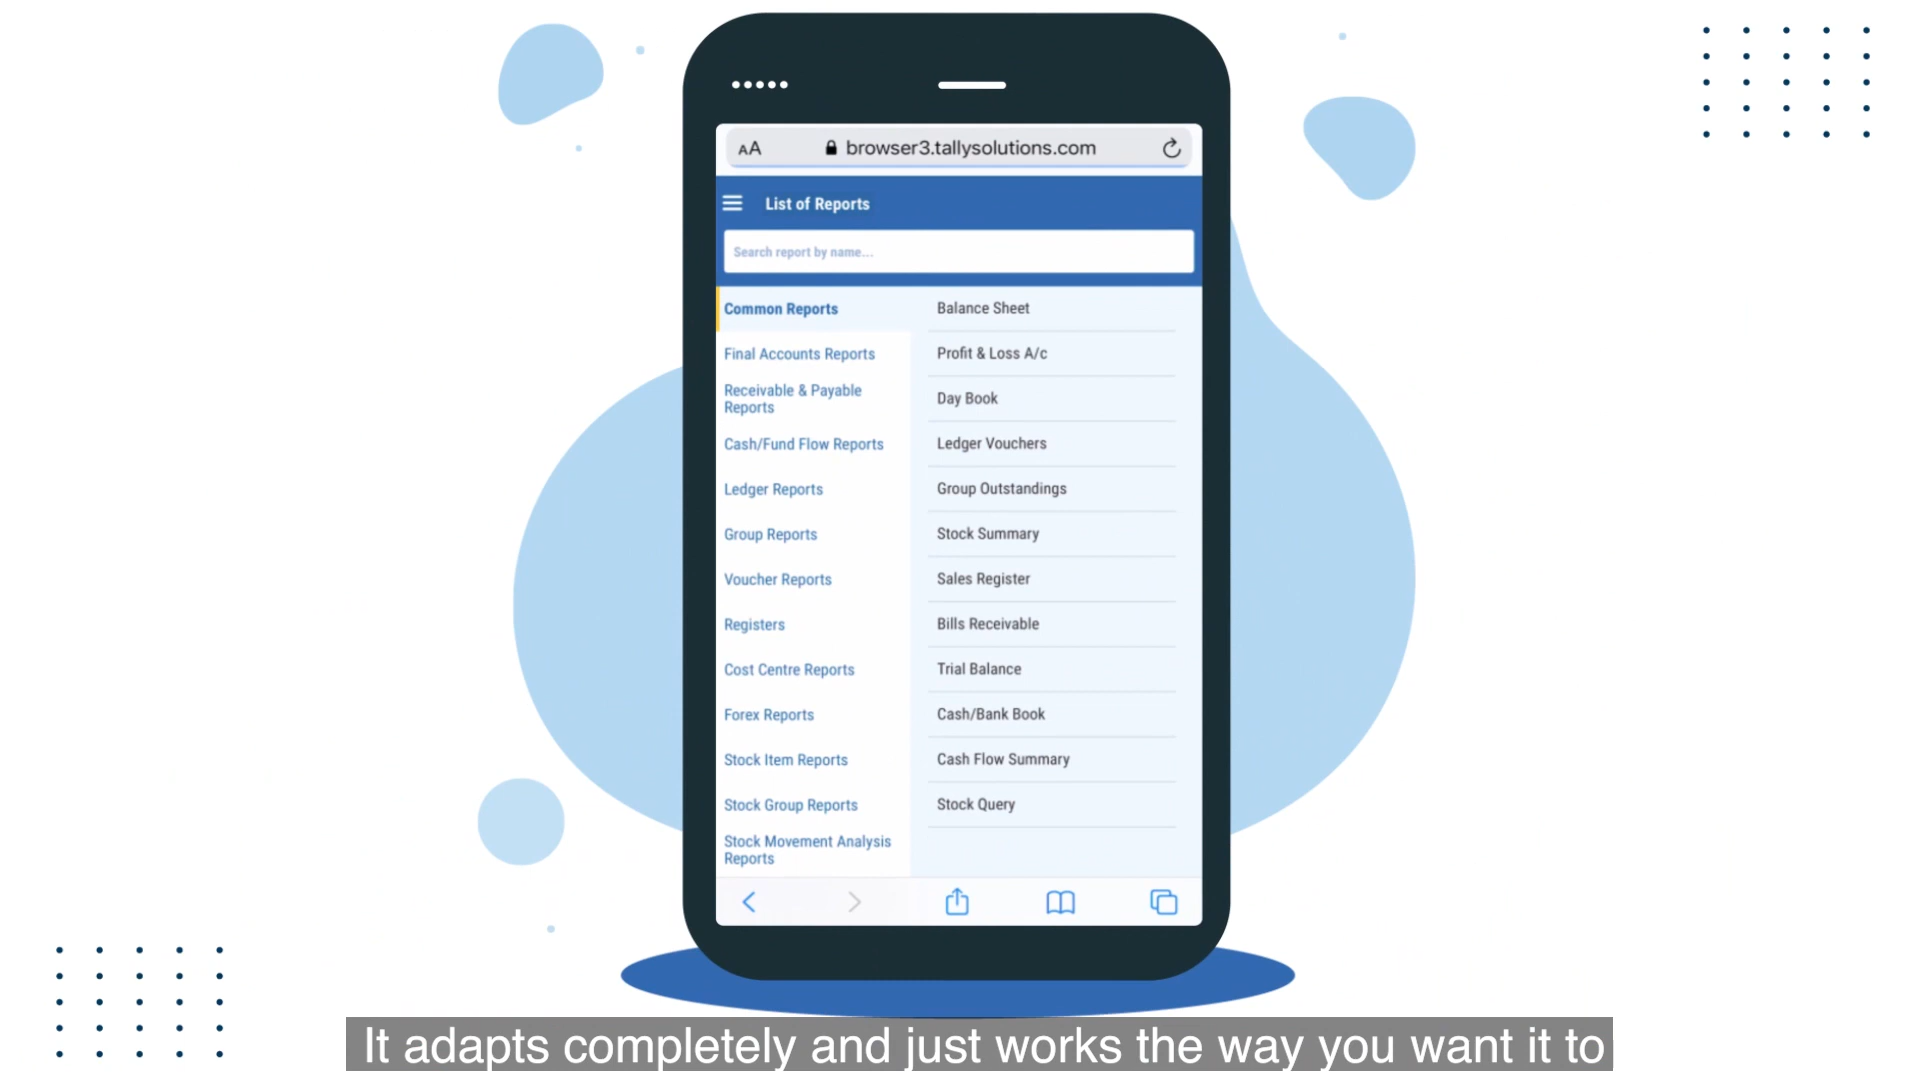 AA browser3.tallysolutions.com
List of Reports
Search report by name...
Common Reports
Final Accounts Reports
Receivable & Payable
Reports
Cash/Fund Flow Reports
Ledger Reports
Group Reports
Voucher Reports
Registers
Cost Centre Reports
Forex Reports
Stock Item Reports
Stock Group Reports
Stock Movement Analysis
Reports
Balance Sheet
Profit & Loss A/c
Day Book
Ledger Vouchers
Group Outstandings
Stock Summary
Sales Register
Bills Receivable
Trial Balance
Cash/Bank Book
Cash Flow Summary
Stock Query
It adapts completely and just works the way you want it to